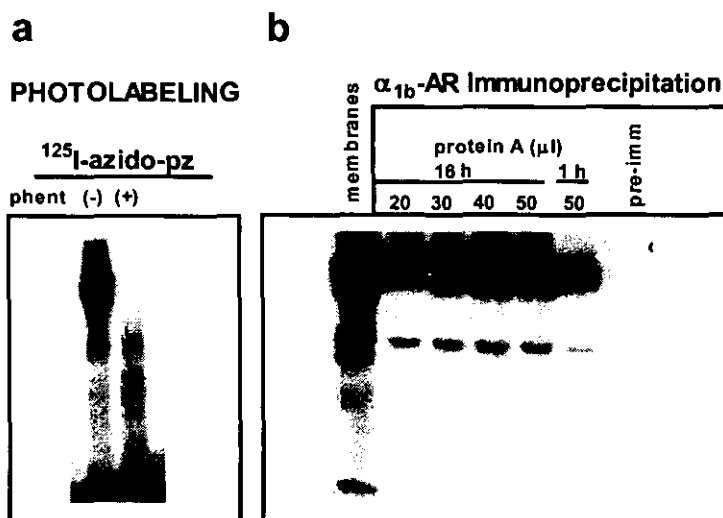 a
b
PHOTOLABELING
α1b-AR Immunoprecipitation
membranes
protein A (μl)
pre-imm
125I-azido-pz
16 h
1 h
phent (-) (+)
20 30 40 50 50